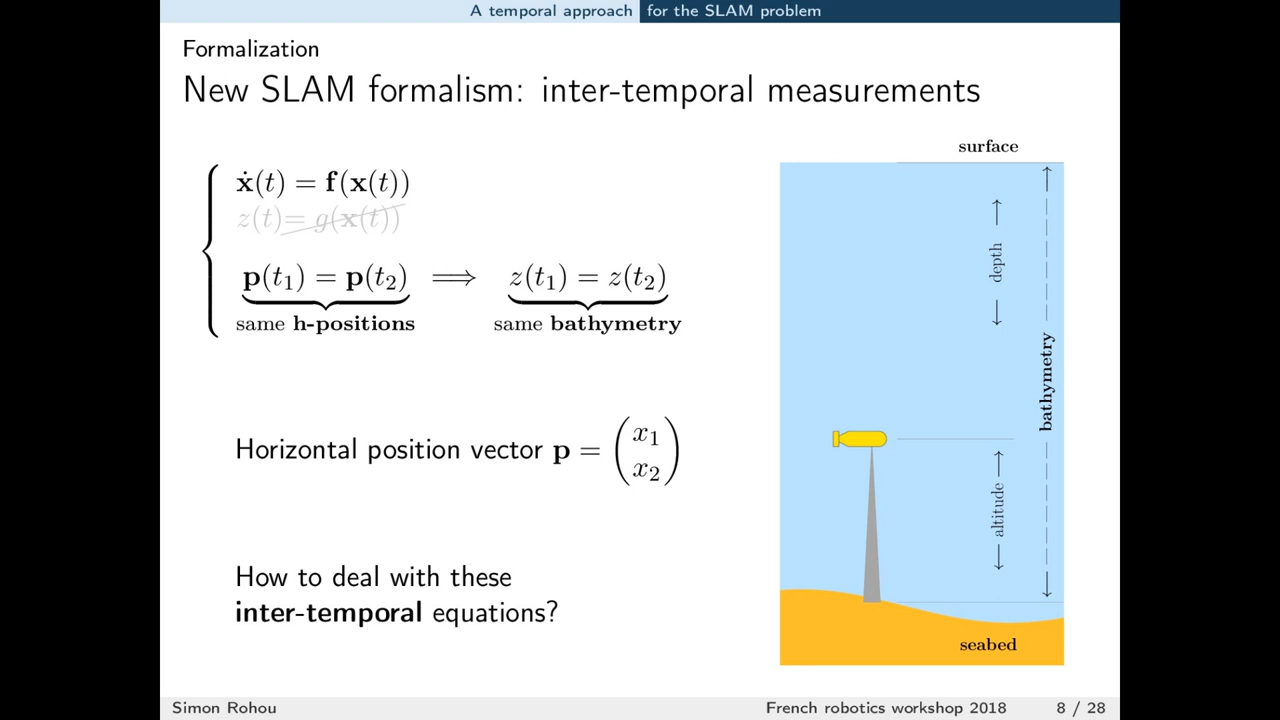 A temporal approach for the SLAM problem
Formalization
New SLAM formalism: inter-temporal measurements
ẋ(t) = f(x(t))
z(t)= g(x(t))
p(t₁) = p(t₂) ⟹ z(t₁) = z(t₂)
same h-positions same bathymetry
Horizontal position vector p = (x₁ x₂)
How to deal with these
inter-temporal equations?
surface
depth
bathymetry
altitude
seabed
Simon Rohou French robotics workshop 2018 8 / 28